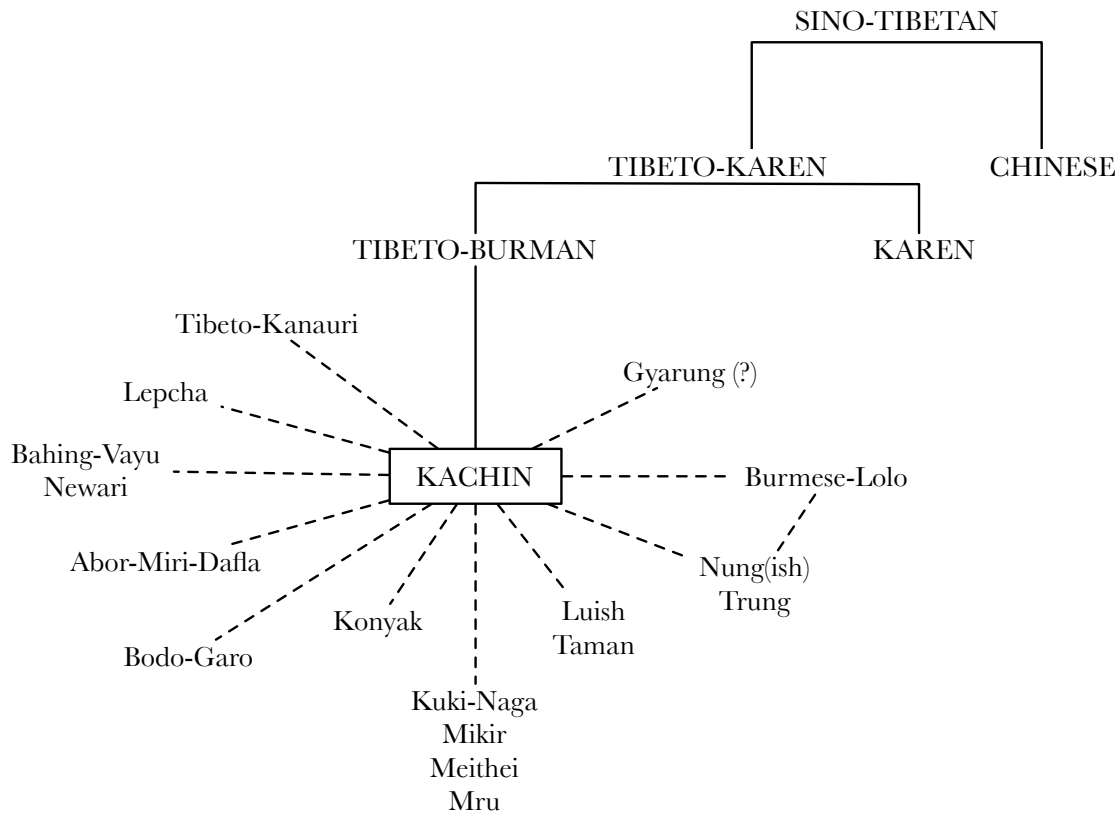 SINO-TIBETAN
TIBETO-KAREN
CHINESE
TIBETO-BURMAN
KAREN
Tibeto-Kanauri
Gyarung (?)
Lepcha
Bahing-Vayu
Newari
KACHIN
Burmese-Lolo
Abor-Miri-Dafla
Nung(ish)
Trung
Konyak
Luish
Taman
Bodo-Garo
Kuki-Naga
Mikir
Meithei
Mru